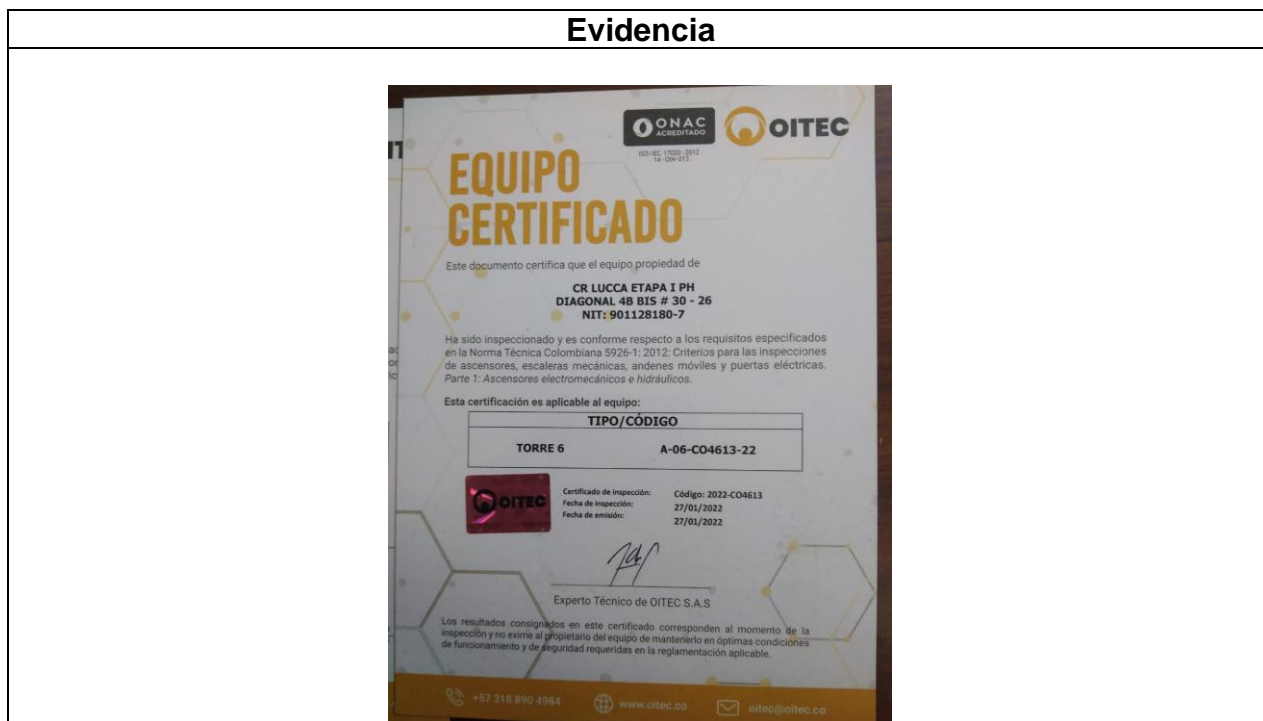 Evidencia
ONAC
ACREDITADO
ISO/IEC 17020:2012
14-OIN-013
OITEC
EQUIPO
CERTIFICADO
Este documento certifica que el equipo propiedad de
CR LUCCA ETAPA I PH
DIAGONAL 4B BIS # 30 - 26
NIT: 901128180-7
Ha sido inspeccionado y es conforme respecto a los requisitos especificados
en la Norma Técnica Colombiana 5926-1: 2012: Criterios para las inspecciones
de ascensores, escaleras mecánicas, andenes móviles y puertas eléctricas.
Parte 1: Ascensores electromecánicos e hidráulicos.
Esta certificación es aplicable al equipo:
TIPO/CÓDIGO
TORRE 6 A-06-CO4613-22
OITEC
Certificado de inspección: Código: 2022-CO4613
Fecha de inspección: 27/01/2022
Fecha de emisión: 27/01/2022
Experto Técnico de OITEC S.A.S
Los resultados consignados en este certificado corresponden al momento de la
inspección y no exime al propietario del equipo de mantenerlo en óptimas condiciones
de funcionamiento y de seguridad requeridas en la reglamentación aplicable.
+57 318 890 4984 www.oitec.co oitec@oitec.co